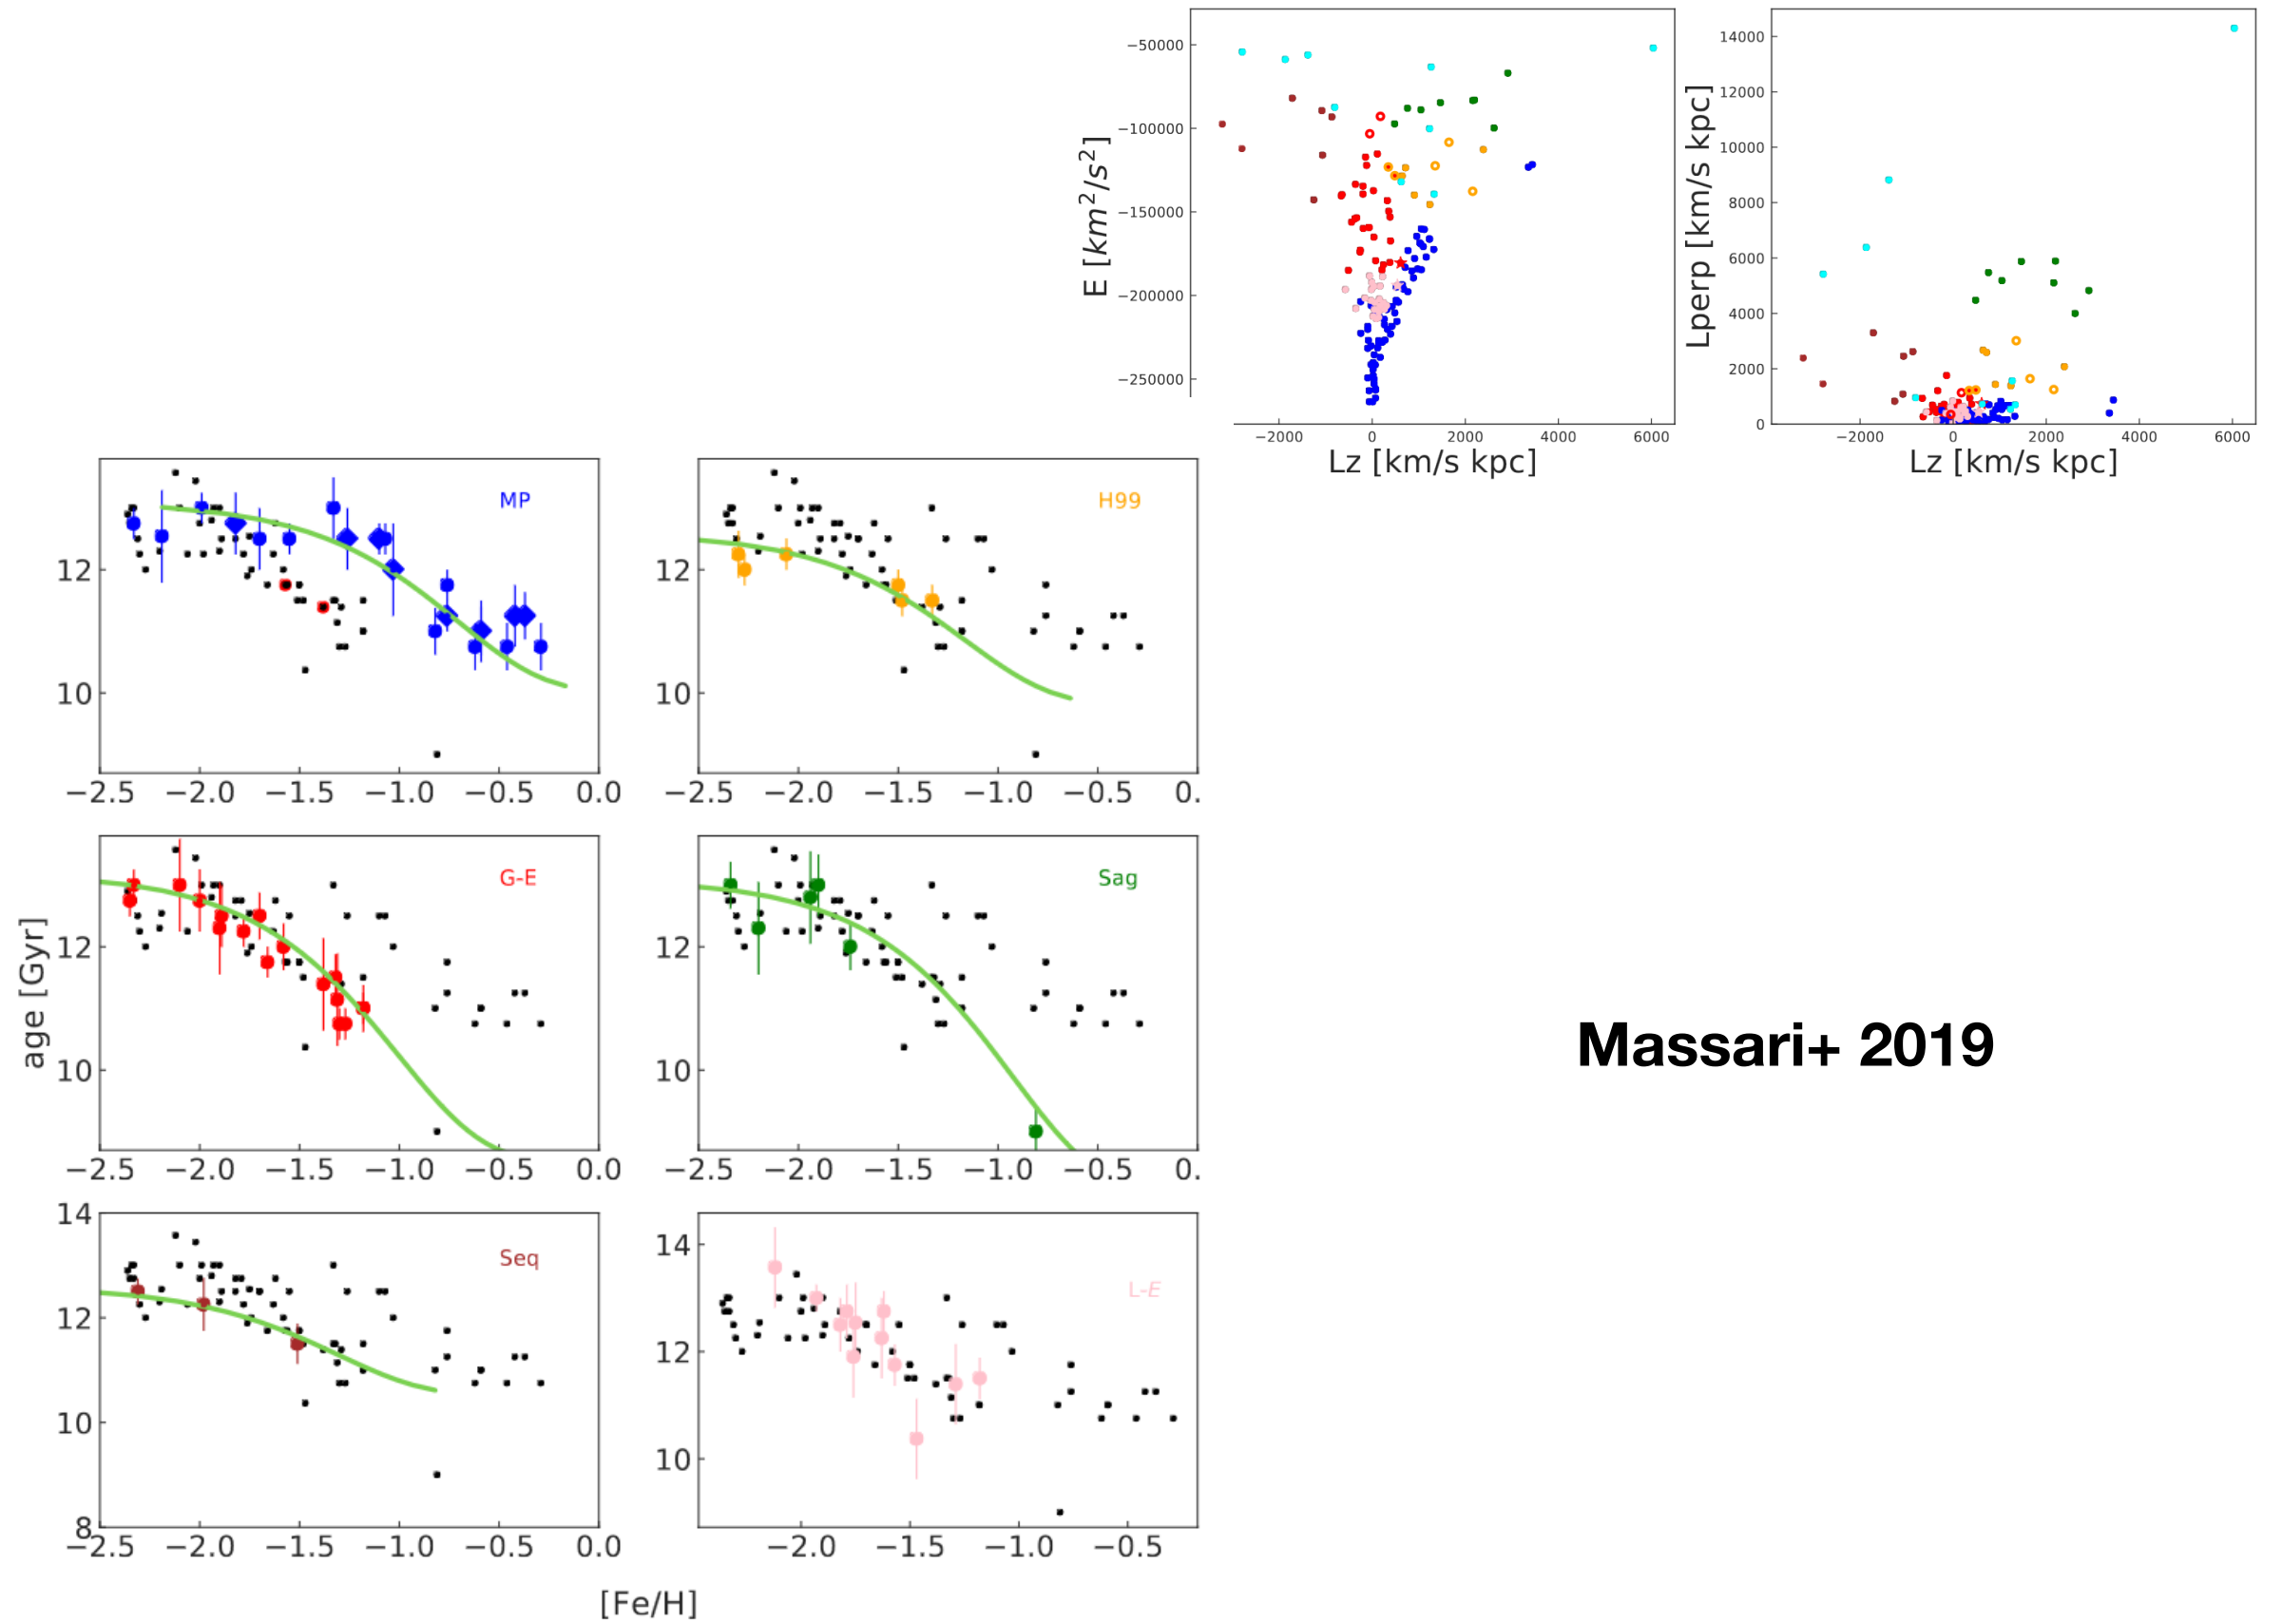 −50000
−100000
−150000
−200000
−250000
E [km²/s²]
−2000 0 2000 4000 6000
Lz [km/s kpc]
14000
12000
10000
8000
6000
4000
2000
0
Lperp [km/s kpc]
−2000 0 2000 4000 6000
Lz [km/s kpc]
MP
12
10
−2.5 −2.0 −1.5 −1.0 −0.5 0.0
H99
12
10
−2.5 −2.0 −1.5 −1.0 −0.5 0.
G-E
12
10
−2.5 −2.0 −1.5 −1.0 −0.5 0.0
Sag
12
10
−2.5 −2.0 −1.5 −1.0 −0.5 0.
age [Gyr]
Massari+ 2019
Seq
14
12
10
8
−2.5 −2.0 −1.5 −1.0 −0.5 0.0
L-E
14
12
10
−2.0 −1.5 −1.0 −0.5
[Fe/H]